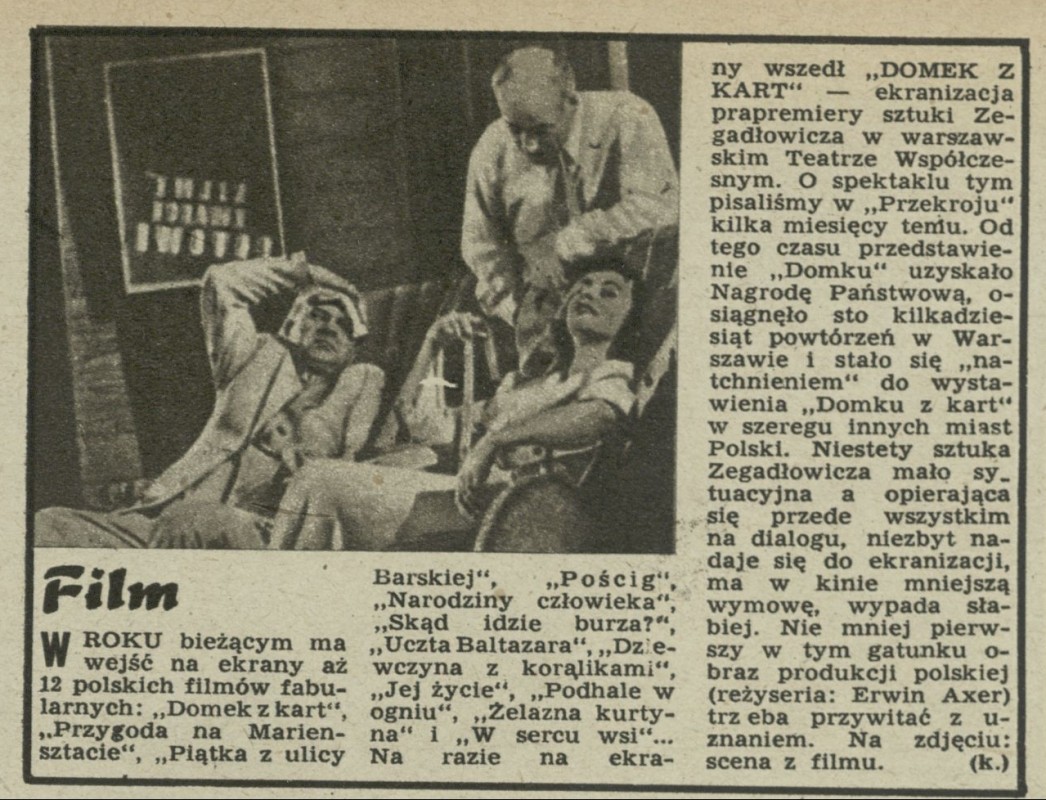 Film
W ROKU bieżącym ma
wejść na ekrany aż
12 polskich filmów fabu-
larnych: „Domek z kart“,
„Przygoda na Marien-
sztacie“, „Piątka z ulicy
Barskiej“, „Pościg“,
„Narodziny człowieka“,
„Skąd idzie burza?“,
„Uczta Baltazara“, „Dzie-
wczyna z koralikami“,
„Jej życie“, „Podhale w
ogniu“, „Żelazna kurty-
na“ i „W sercu wsi“...
Na razie na ekra-
ny wszedł „DOMEK Z
KART“ — ekranizacja
prapremiery sztuki Ze-
gadłowicza w warszaw-
skim Teatrze Współcze-
snym. O spektaklu tym
pisaliśmy w „Przekroju“
kilka miesięcy temu. Od
tego czasu przedstawie-
nie „Domku“ uzyskało
Nagrodę Państwową, o-
siągnęło sto kilkadzie-
siąt powtórzeń w War-
szawie i stało się „na-
tchnieniem“ do wysta-
wienia „Domku z kart“
w szeregu innych miast
Polski. Niestety sztuka
Zegadłowicza mało sy-
tuacyjna a opierająca
się przede wszystkim
na dialogu, niezbyt na-
daje się do ekranizacji,
ma w kinie mniejszą
wymowę, wypada sła-
biej. Nie mniej pierw-
szy w tym gatunku o-
braz produkcji polskiej
(reżyseria: Erwin Axer)
trzeba przywitać z u-
znaniem. Na zdjęciu:
scena z filmu. (k.)